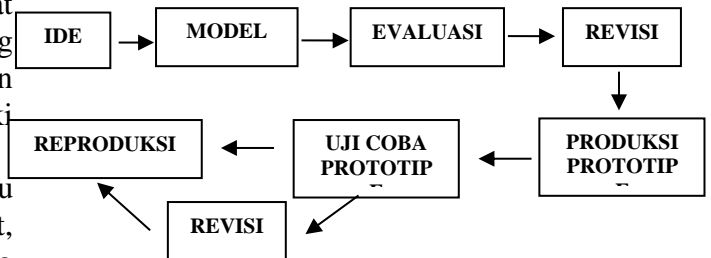 IDE
MODEL
EVALUASI
REVISI
REPRODUKSI
UJI COBA
PROTOTIP
PRODUKSI
PROTOTIP
REVISI